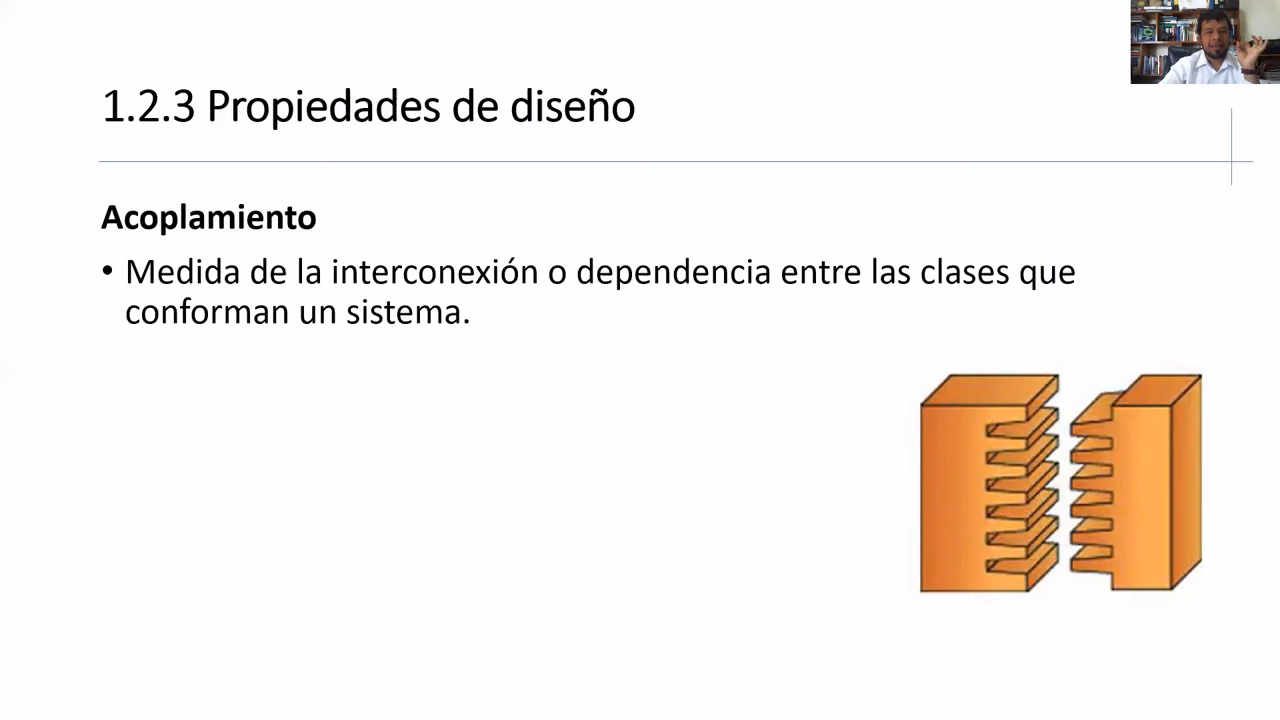 1.2.3 Propiedades de diseño
Acoplamiento
• Medida de la interconexión o dependencia entre las clases que
conforman un sistema.